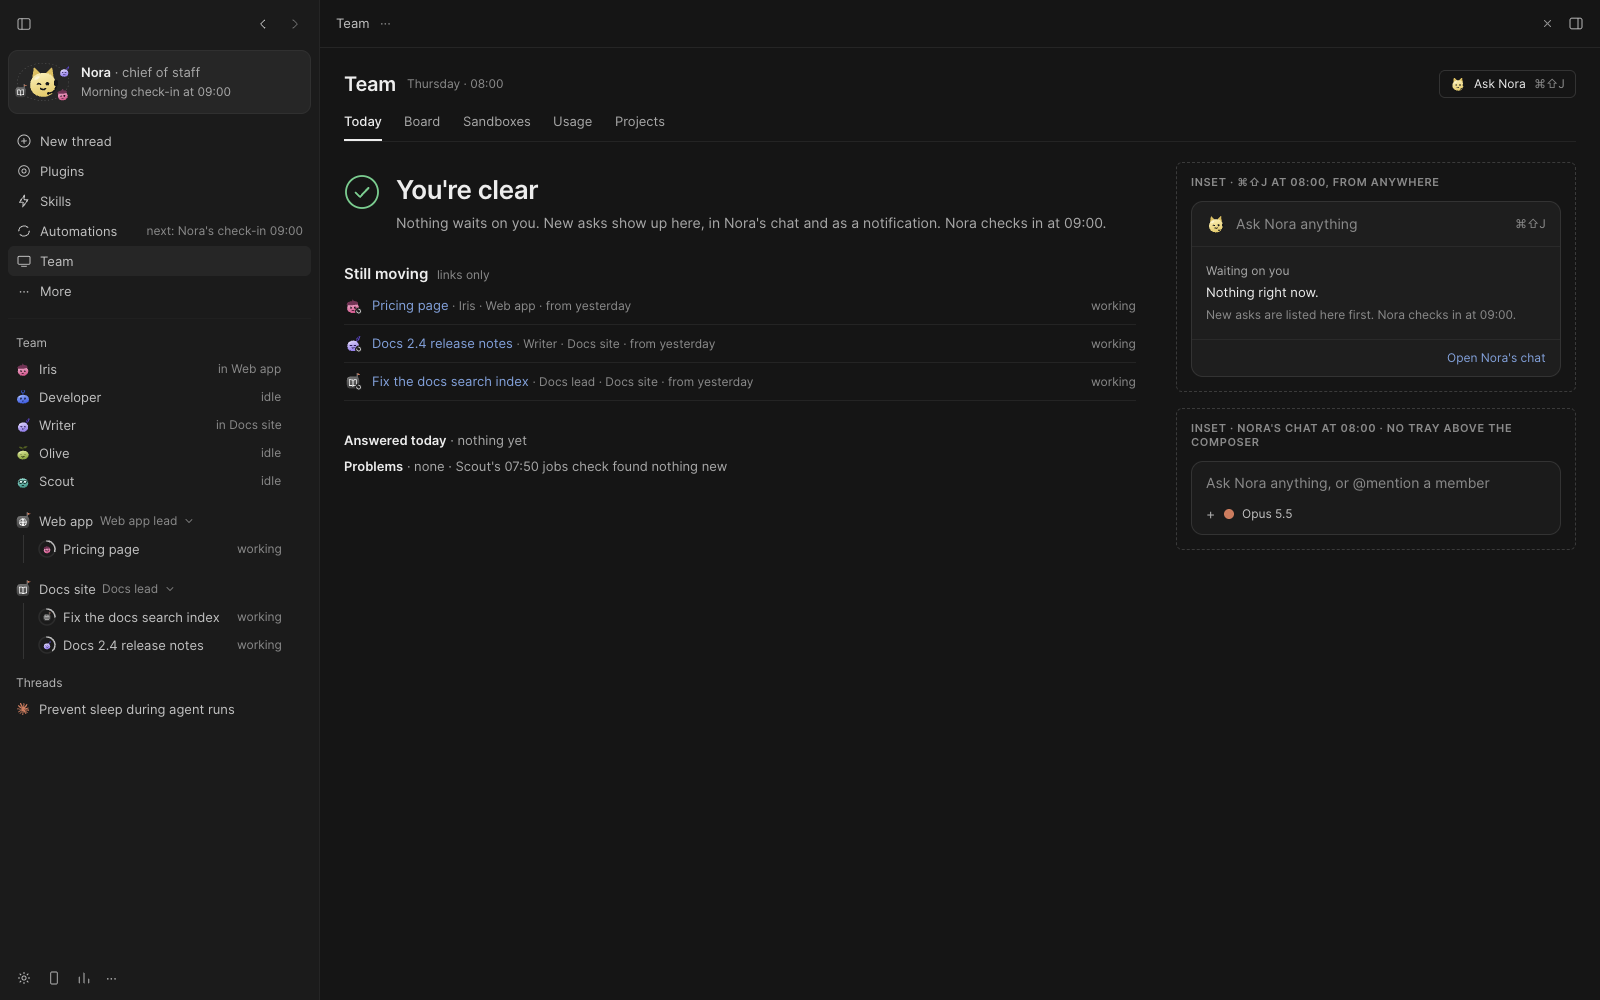 Nora · chief of staff
Morning check-in at 09:00
New thread
Plugins
Skills
Automations next: Nora's check-in 09:00
Team
More
Team
Iris in Web app
Developer idle
Writer in Docs site
Olive idle
Scout idle
Web app Web app lead
Pricing page working
Docs site Docs lead
Fix the docs search index working
Docs 2.4 release notes working
Threads
Prevent sleep during agent runs
Team ···
Team Thursday · 08:00
Ask Nora ⌘⇧J
Today Board Sandboxes Usage Projects
You're clear
Nothing waits on you. New asks show up here, in Nora's chat and as a notification. Nora checks in at 09:00.
Still moving links only
Pricing page · Iris · Web app · from yesterday working
Docs 2.4 release notes · Writer · Docs site · from yesterday working
Fix the docs search index · Docs lead · Docs site · from yesterday working
Answered today · nothing yet
Problems · none · Scout's 07:50 jobs check found nothing new
INSET · ⌘⇧J AT 08:00, FROM ANYWHERE
Ask Nora anything ⌘⇧J
Waiting on you
Nothing right now.
New asks are listed here first. Nora checks in at 09:00.
Open Nora's chat
INSET · NORA'S CHAT AT 08:00 · NO TRAY ABOVE THE
COMPOSER
Ask Nora anything, or @mention a member
+ Opus 5.5